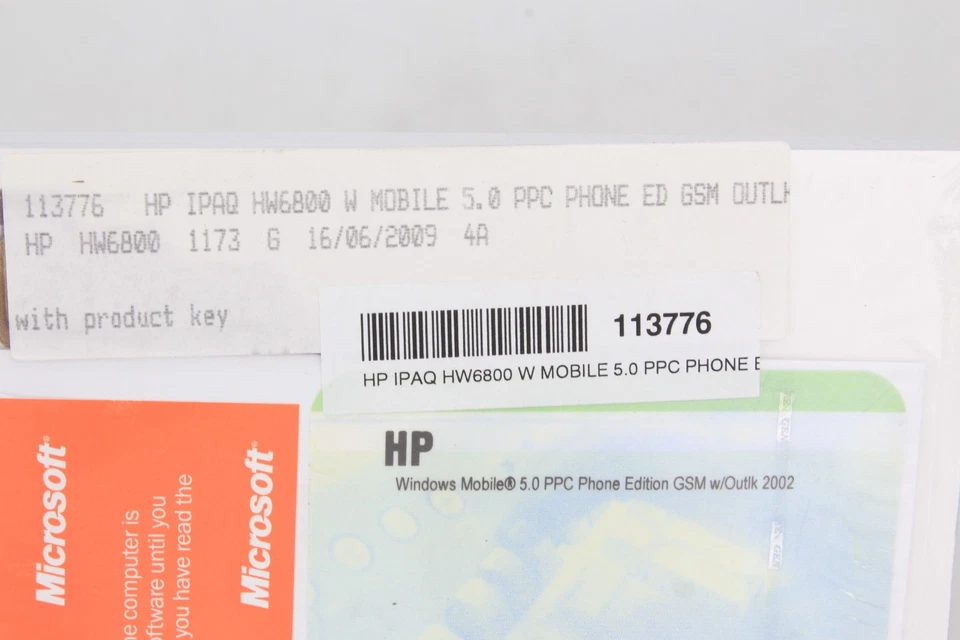 113776 HP IPAQ HW6800 W MOBILE 5.0 PPC PHONE ED GSM OUTLK
HP HW6800 1173 G 16/06/2009 4A
with product key
113776
HP IPAQ HW6800 W MOBILE 5.0 PPC PHONE E
HP
Windows Mobile® 5.0 PPC Phone Edition GSM w/Outlk 2002
Microsoft
ne computer is
oftware until you
you have read the
Microsoft